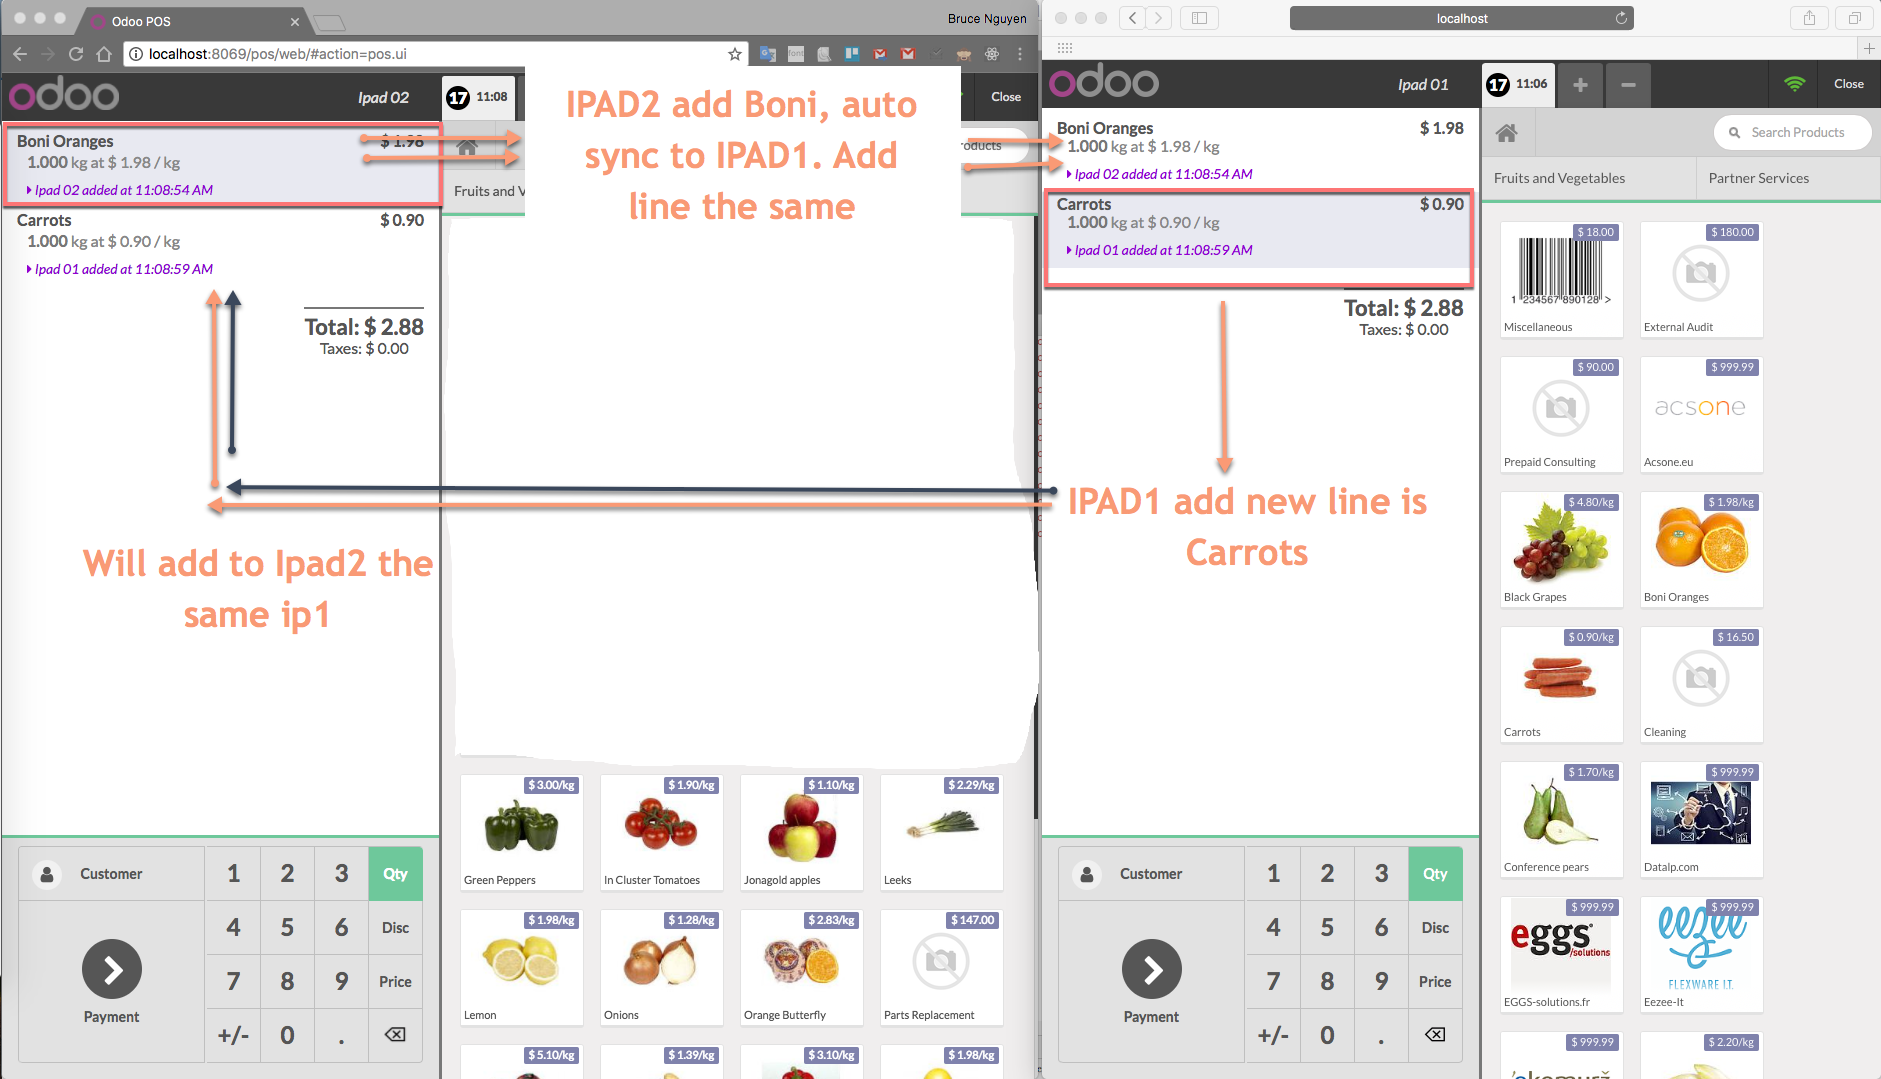 Odoo POS
Bruce Nguyen
localhost:8069/pos/web/#action=pos.ui
odoo
Ipad 02
17 11:08
Close
Boni Oranges
$ 1.98
1.000 kg at $ 1.98 / kg
Ipad 02 added at 11:08:54 AM
Carrots
$ 0.90
1.000 kg at $ 0.90 / kg
Ipad 01 added at 11:08:59 AM
Total: $ 2.88
Taxes: $ 0.00
Fruits and V
oducts
IPAD2 add Boni, auto
sync to IPAD1. Add
line the same
Will add to Ipad2 the
same ip1
$ 3.00/kg
Green Peppers
$ 1.90/kg
In Cluster Tomatoes
$ 1.10/kg
Jonagold apples
$ 2.29/kg
Leeks
$ 1.98/kg
Lemon
$ 1.28/kg
Onions
$ 2.83/kg
Orange Butterfly
$ 147.00
Parts Replacement
$ 5.10/kg
$ 1.39/kg
$ 3.10/kg
$ 1.98/kg
Customer
1 2 3 Qty
4 5 6 Disc
7 8 9 Price
+/- 0 .
Payment
localhost
odoo
Ipad 01
17 11:06
+
−
Close
Boni Oranges
$ 1.98
1.000 kg at $ 1.98 / kg
Ipad 02 added at 11:08:54 AM
Carrots
$ 0.90
1.000 kg at $ 0.90 / kg
Ipad 01 added at 11:08:59 AM
Total: $ 2.88
Taxes: $ 0.00
IPAD1 add new line is
Carrots
Search Products
Fruits and Vegetables
Partner Services
$ 18.00
1 234567 890128 >
Miscellaneous
$ 180.00
External Audit
$ 90.00
Prepaid Consulting
$ 999.99
acsone
Acsone.eu
$ 4.80/kg
Black Grapes
$ 1.98/kg
Boni Oranges
$ 0.90/kg
Carrots
$ 16.50
Cleaning
$ 1.70/kg
Conference pears
$ 999.99
Datalp.com
$ 999.99
eggs
/solutions
EGGS-solutions.fr
$ 999.99
eezee
FLEXWARE I.T.
Eezee-It
$ 999.99
$ 2.20/kg
Customer
1 2 3 Qty
4 5 6 Disc
7 8 9 Price
+/- 0 .
Payment